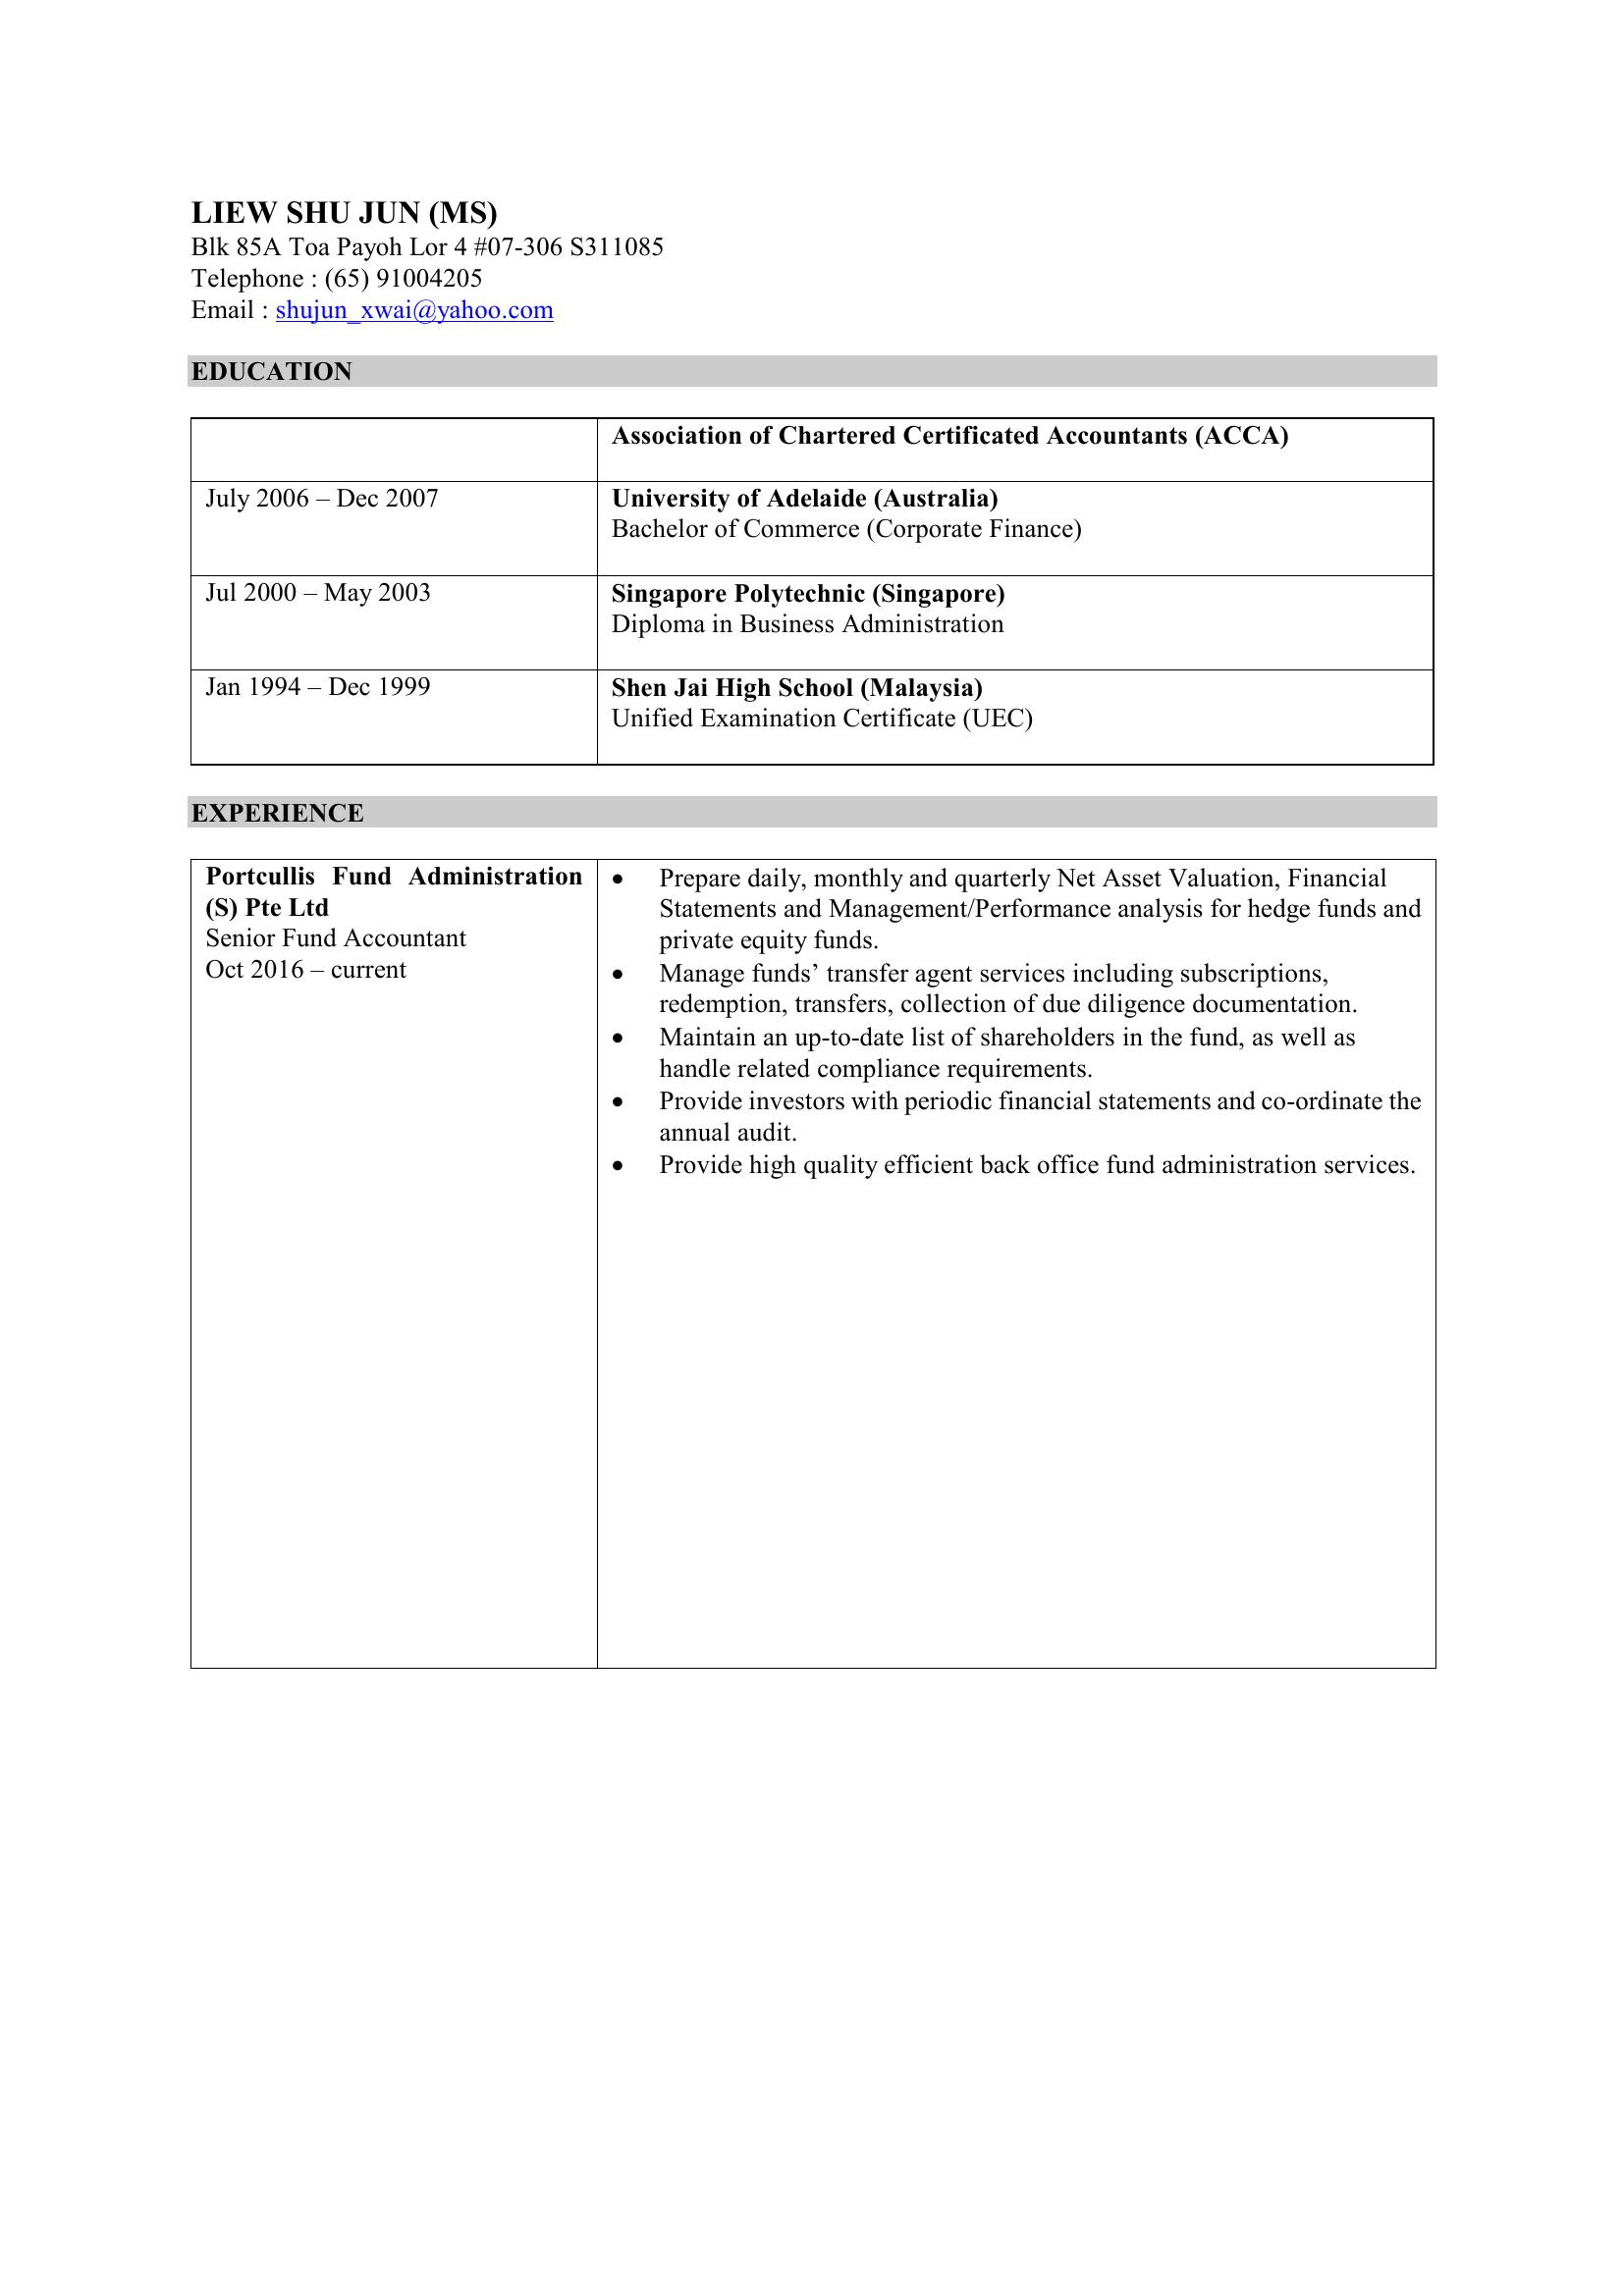 LIEW SHU JUN (MS)
Blk 85A Toa Payoh Lor 4 #07-306 S311085
Telephone : (65) 91004205
Email : shujun_xwai@yahoo.com
EDUCATION
Association of Chartered Certificated Accountants (ACCA)
July 2006 – Dec 2007
University of Adelaide (Australia)
Bachelor of Commerce (Corporate Finance)
Jul 2000 – May 2003
Singapore Polytechnic (Singapore)
Diploma in Business Administration
Jan 1994 – Dec 1999
Shen Jai High School (Malaysia)
Unified Examination Certificate (UEC)
EXPERIENCE
Portcullis Fund Administration
(S) Pte Ltd
Senior Fund Accountant
Oct 2016 – current
• Prepare daily, monthly and quarterly Net Asset Valuation, Financial
Statements and Management/Performance analysis for hedge funds and
private equity funds.
• Manage funds’ transfer agent services including subscriptions,
redemption, transfers, collection of due diligence documentation.
• Maintain an up-to-date list of shareholders in the fund, as well as
handle related compliance requirements.
• Provide investors with periodic financial statements and co-ordinate the
annual audit.
• Provide high quality efficient back office fund administration services.